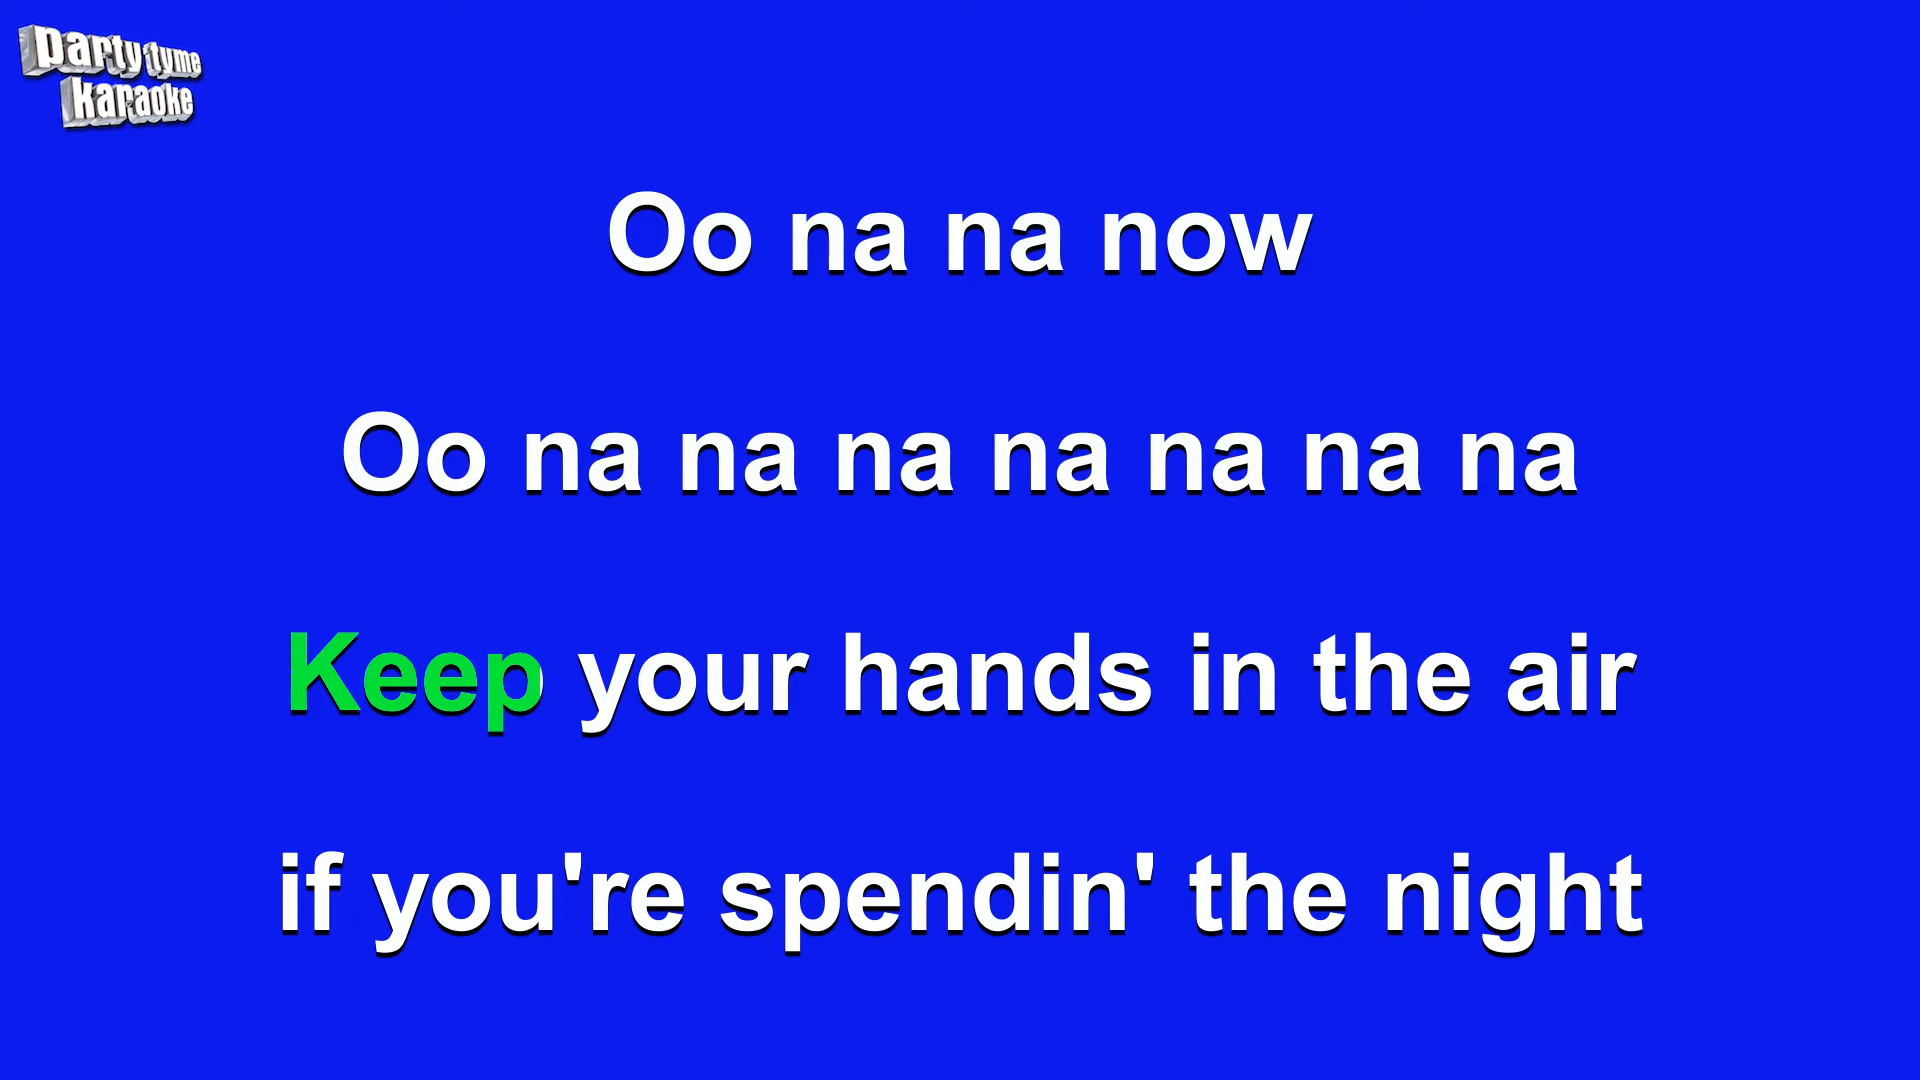 party tyme
karaoke
Oo na na now
Oo na na na na na na na
Keep your hands in the air
if you're spendin' the night